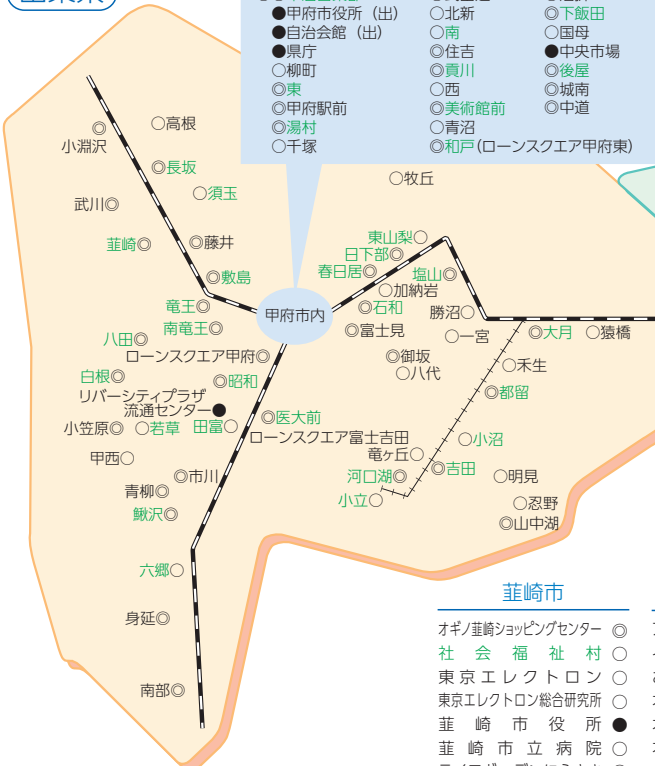 ●甲府市役所（出）
●自治会館（出）
●県庁
○柳町
◎東
◎甲府駅前
◎湯村
○千塚
○北新
○南
◎住吉
◎貢川
○西
◎美術館前
○青沼
◎和戸(ローンスクエア甲府東)
◎下飯田
○国母
●中央市場
◎後屋
◎城南
◎中道
小淵沢◎
○高根
◎長坂
○須玉
武川◎
韮崎◎
◎藤井
◎敷島
○牧丘
東山梨○
日下部◎
春日居◎
塩山◎
○加納岩
◎石和
勝沼○
◎富士見
○一宮
◎大月
○猿橋
◎御坂
○八代
○禾生
◎都留
甲府市内
竜王◎
南竜王◎
八田◎
ローンスクエア甲府◎
白根◎
◎昭和
リバーシティプラザ
流通センター●
小笠原◎
○若草
田富○
◎医大前
ローンスクエア富士吉田
竜ヶ丘○
○小沼
甲西○
◎市川
河口湖◎
◎吉田
○明見
青柳◎
小立○
○忍野
鰍沢◎
◎山中湖
六郷○
身延◎
南部◎
韮崎市
オギノ韮崎ショッピングセンター ◎
社会福祉村 ○
東京エレクトロン ○
東京エレクトロン総合研究所 ○
韮崎市役所 ●
韮崎市立病院 ○